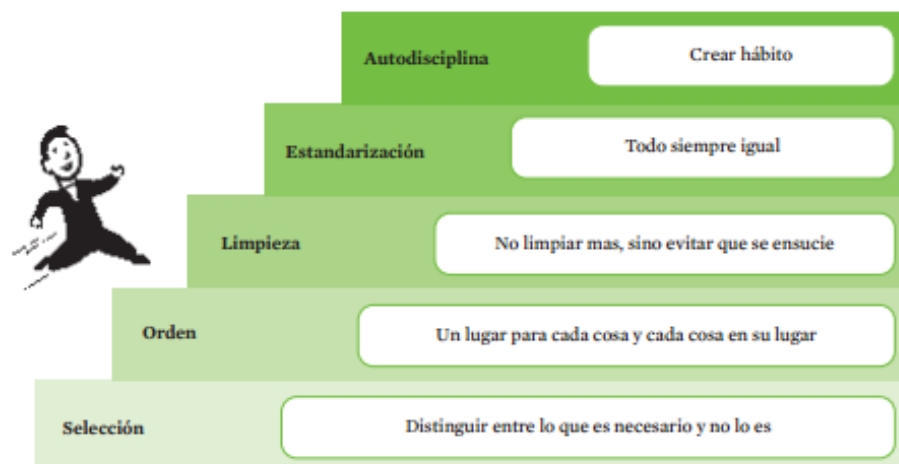 Autodisciplina
Crear hábito
Estandarización
Todo siempre igual
Limpieza
No limpiar mas, sino evitar que se ensucie
Orden
Un lugar para cada cosa y cada cosa en su lugar
Selección
Distinguir entre lo que es necesario y no lo es